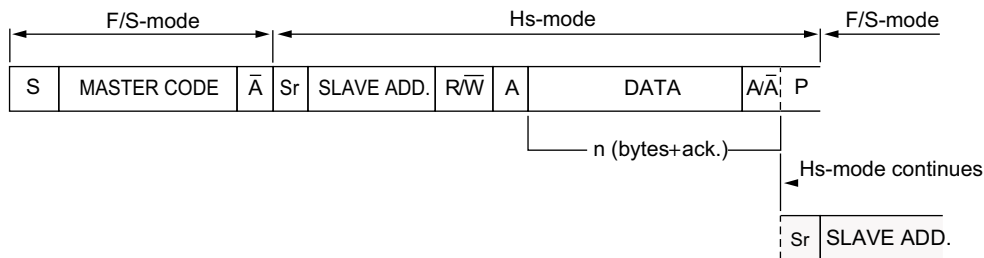 F/S-mode Hs-mode F/S-mode
S MASTER CODE A̅ Sr SLAVE ADD. R/W̅ A DATA A/A̅ P
n (bytes+ack.)
Hs-mode continues
Sr SLAVE ADD.